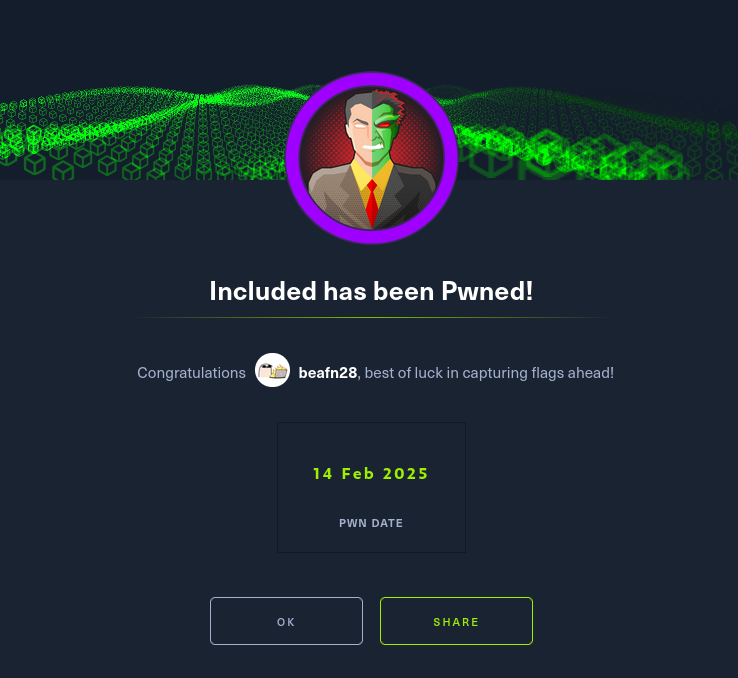 Included has been Pwned!
Congratulations beafn28, best of luck in capturing flags ahead!
14 Feb 2025
PWN DATE
OK
SHARE